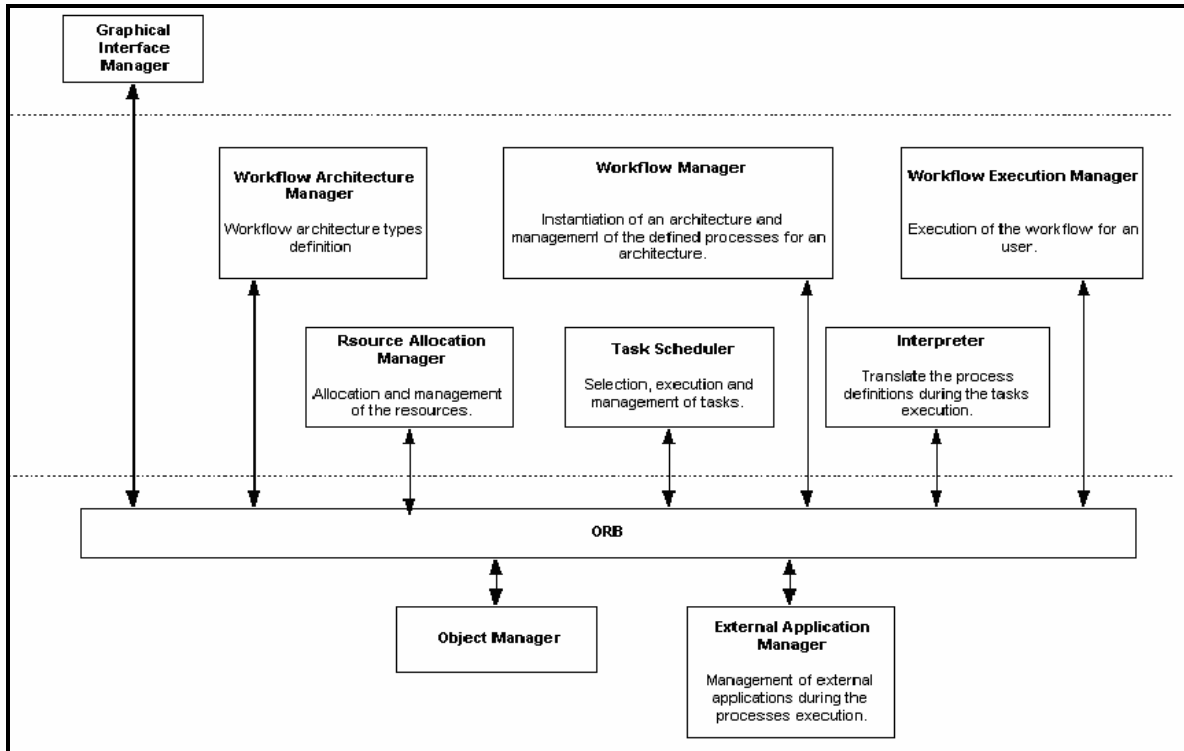 Graphical
Interface
Manager
Workflow Architecture
Manager
Workflow architecture types
definition
Workflow Manager
Instantiation of an architecture and
management of the defined processes for an
architecture.
Workflow Execution Manager
Execution of the workflow for an
user.
Rsource Allocation
Manager
Allocation and management
of the resources.
Task Scheduler
Selection, execution and
management of tasks.
Interpreter
Translate the process
definitions during the tasks
execution.
ORB
Object Manager
External Application
Manager
Management of external
applications during the
processes execution.